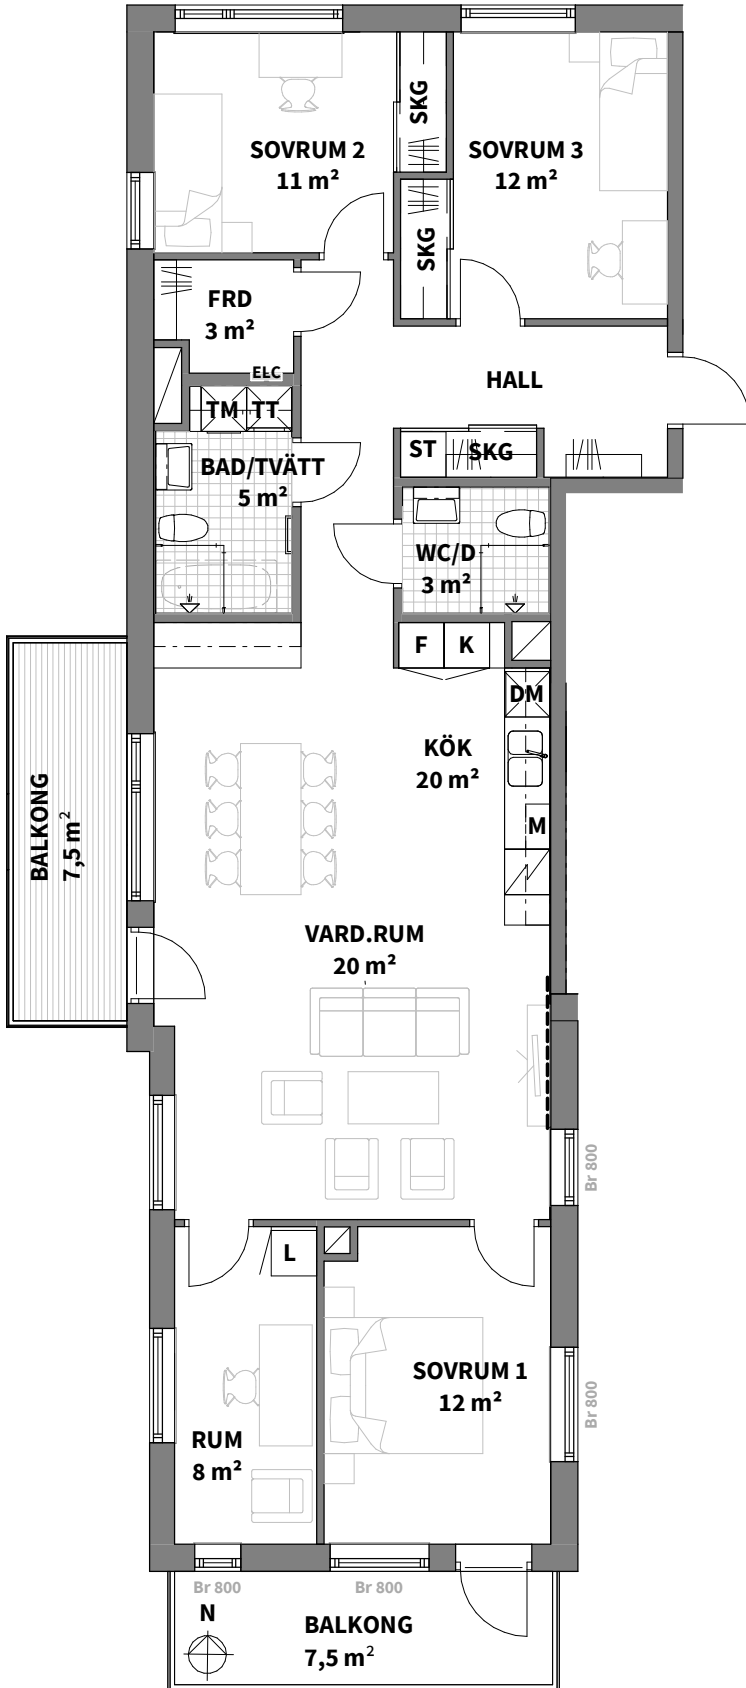 SKG
SOVRUM 2
11 m²
SOVRUM 3
12 m²
SKG
FRD
3 m²
ELC
HALL
TM
TT
ST
SKG
BAD/TVÄTT
5 m²
WC/D
3 m²
F
K
DM
KÖK
20 m²
M
BALKONG
7,5 m²
VARD.RUM
20 m²
Br 800
L
SOVRUM 1
12 m²
Br 800
RUM
8 m²
Br 800
Br 800
N
BALKONG
7,5 m²